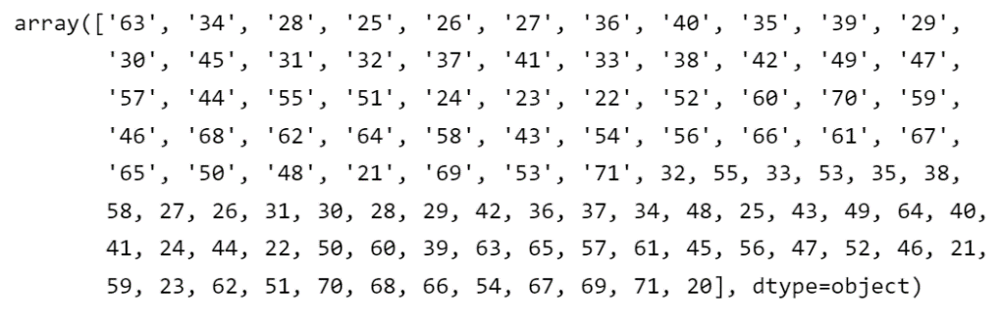 array(['63', '34', '28', '25', '26', '27', '36', '40', '35', '39', '29',
'30', '45', '31', '32', '37', '41', '33', '38', '42', '49', '47',
'57', '44', '55', '51', '24', '23', '22', '52', '60', '70', '59',
'46', '68', '62', '64', '58', '43', '54', '56', '66', '61', '67',
'65', '50', '48', '21', '69', '53', '71', 32, 55, 33, 53, 35, 38,
58, 27, 26, 31, 30, 28, 29, 42, 36, 37, 34, 48, 25, 43, 49, 64, 40,
41, 24, 44, 22, 50, 60, 39, 63, 65, 57, 61, 45, 56, 47, 52, 46, 21,
59, 23, 62, 51, 70, 68, 66, 54, 67, 69, 71, 20], dtype=object)